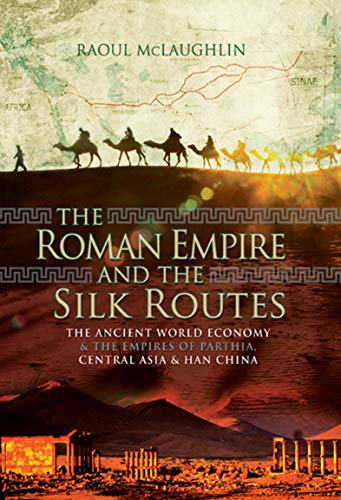 RAOUL McLAUGHLIN
AFRICA
SINAE
THE
ROMAN EMPIRE
AND THE
SILK ROUTES
THE ANCIENT WORLD ECONOMY
& THE EMPIRES OF PARTHIA,
CENTRAL ASIA & HAN CHINA